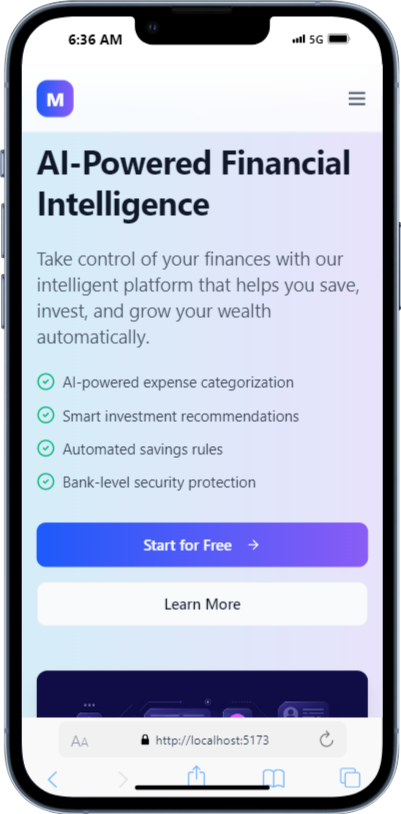 6:36 AM
5G
M
AI-Powered Financial
Intelligence
Take control of your finances with our
intelligent platform that helps you save,
invest, and grow your wealth
automatically.
AI-powered expense categorization
Smart investment recommendations
Automated savings rules
Bank-level security protection
Start for Free →
Learn More
AA
http://localhost:5173